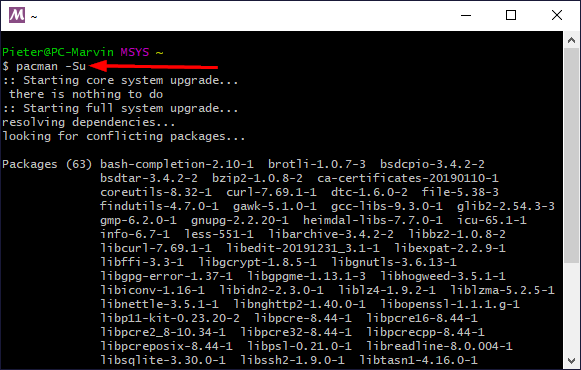 ~
Pieter@PC-Marvin MSYS ~
$ pacman -Su
:: Starting core system upgrade...
there is nothing to do
:: Starting full system upgrade...
resolving dependencies...
looking for conflicting packages...
Packages (63) bash-completion-2.10-1 brotli-1.0.7-3 bsdcpio-3.4.2-2
bsdtar-3.4.2-2 bzip2-1.0.8-2 ca-certificates-20190110-1
coreutils-8.32-1 curl-7.69.1-1 dtc-1.6.0-2 file-5.38-3
findutils-4.7.0-1 gawk-5.1.0-1 gcc-libs-9.3.0-1 glib2-2.54.3-3
gmp-6.2.0-1 gnupg-2.2.20-1 heimdal-libs-7.7.0-1 icu-65.1-1
info-6.7-1 less-551-1 libarchive-3.4.2-2 libbz2-1.0.8-2
libcurl-7.69.1-1 libedit-20191231_3.1-1 libexpat-2.2.9-1
libffi-3.3-1 libgcrypt-1.8.5-1 libgnutls-3.6.13-1
libgpg-error-1.37-1 libgpgme-1.13.1-3 libhogweed-3.5.1-1
libiconv-1.16-1 libidn2-2.3.0-1 liblz4-1.9.2-1 liblzma-5.2.5-1
libnettle-3.5.1-1 libnghttp2-1.40.0-1 libopenssl-1.1.1.g-1
libp11-kit-0.23.20-2 libpcre-8.44-1 libpcre16-8.44-1
libpcre2_8-10.34-1 libpcre32-8.44-1 libpcrecpp-8.44-1
libpcreposix-8.44-1 libpsl-0.21.0-1 libreadline-8.0.004-1
libsqlite-3.30.0-1 libssh2-1.9.0-1 libtasn1-4.16.0-1